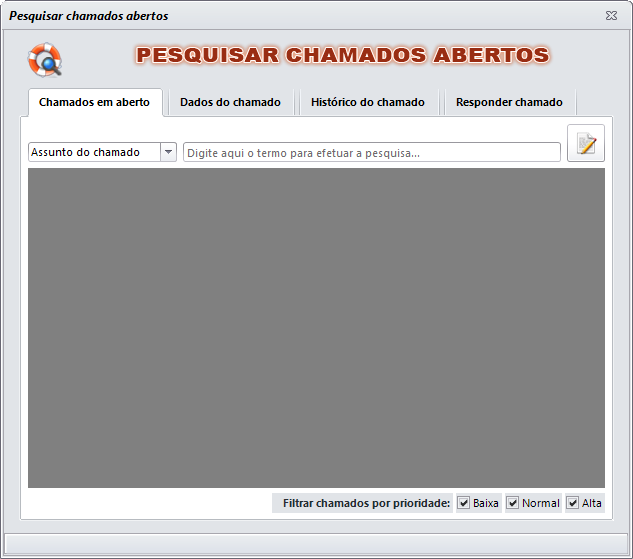 Pesquisar chamados abertos
PESQUISAR CHAMADOS ABERTOS
Chamados em aberto Dados do chamado Histórico do chamado Responder chamado
Assunto do chamado Digite aqui o termo para efetuar a pesquisa...
Filtrar chamados por prioridade: Baixa Normal Alta